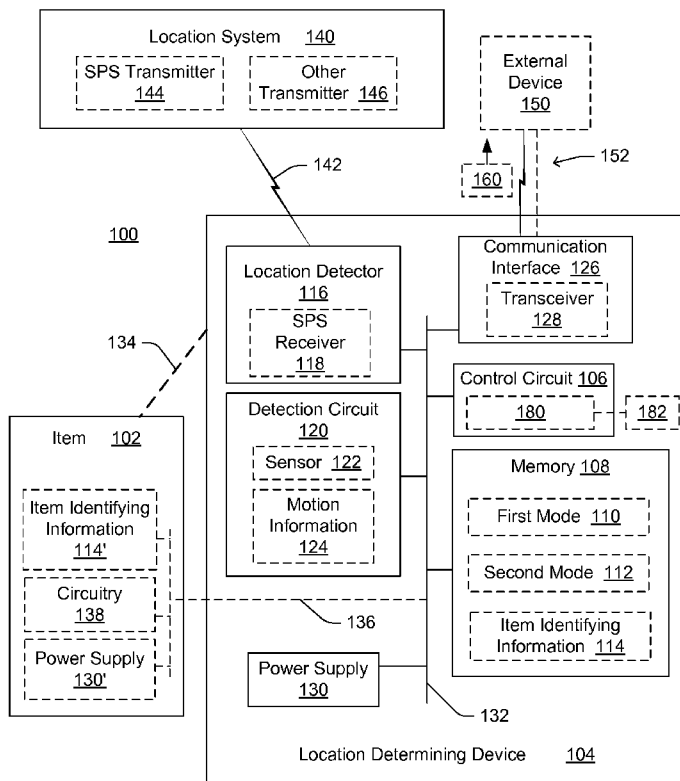 Location System 140
SPS Transmitter
144
Other
Transmitter 146
External
Device
150
142
152
160
100
Location Detector
116
SPS
Receiver
118
Communication
Interface 126
Transceiver
128
134
Control Circuit 106
180
182
Detection Circuit
120
Sensor 122
Motion
Information
124
Item 102
Item Identifying
Information
114'
Circuitry
138
Power Supply
130'
Memory 108
First Mode 110
Second Mode 112
Item Identifying
Information 114
136
Power Supply
130
132
Location Determining Device 104